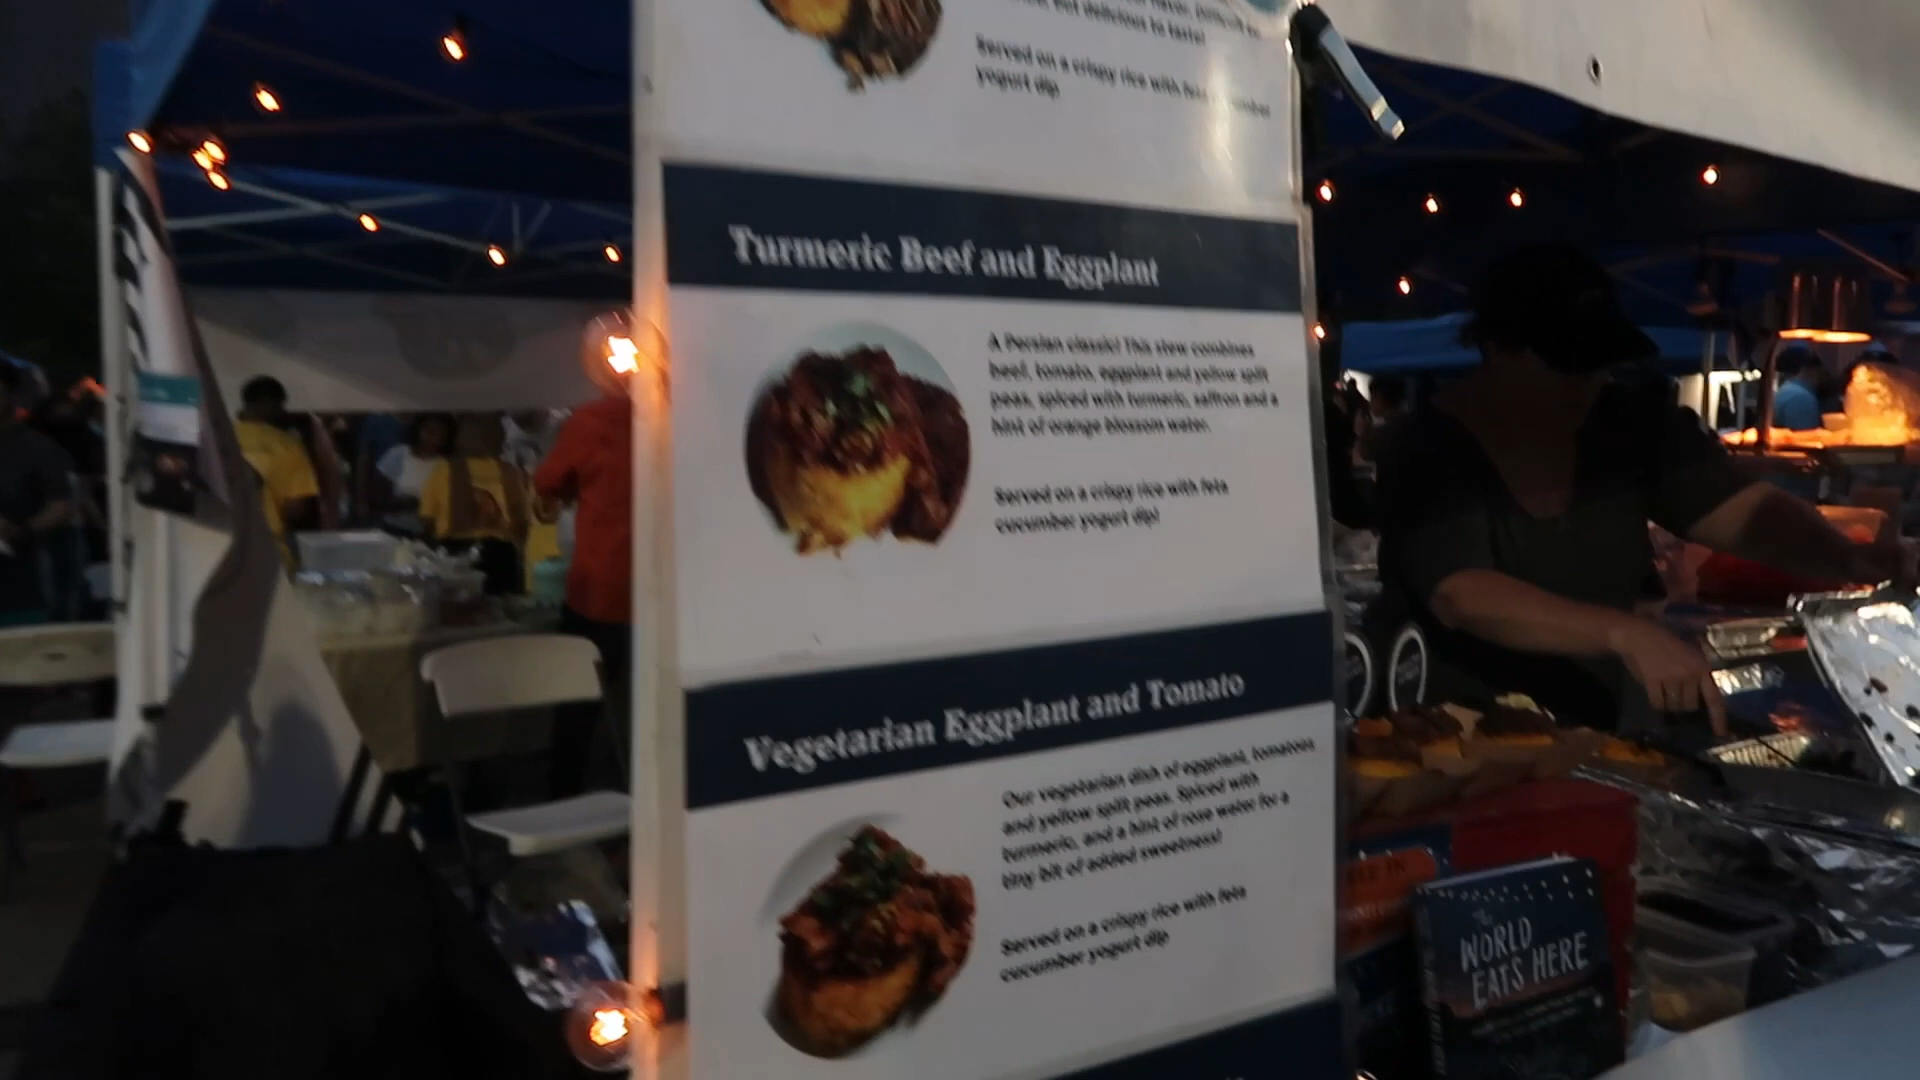 but delicious to taste!
Served on a crispy rice with feta
yogurt dip
Turmeric Beef and Eggplant
A Persian classic! This stew combines
beef, tomato, eggplant and yellow split
peas, spiced with turmeric, saffron and a
hint of orange blossom water.
Served on a crispy rice with feta
cucumber yogurt dip!
Vegetarian Eggplant and Tomato
Our vegetarian dish of eggplant, tomatoes
and yellow split peas. Spiced with
turmeric, and a hint of rose water for a
tiny bit of added sweetness!
Served on a crispy rice with feta
cucumber yogurt dip
The
WORLD
EATS HERE